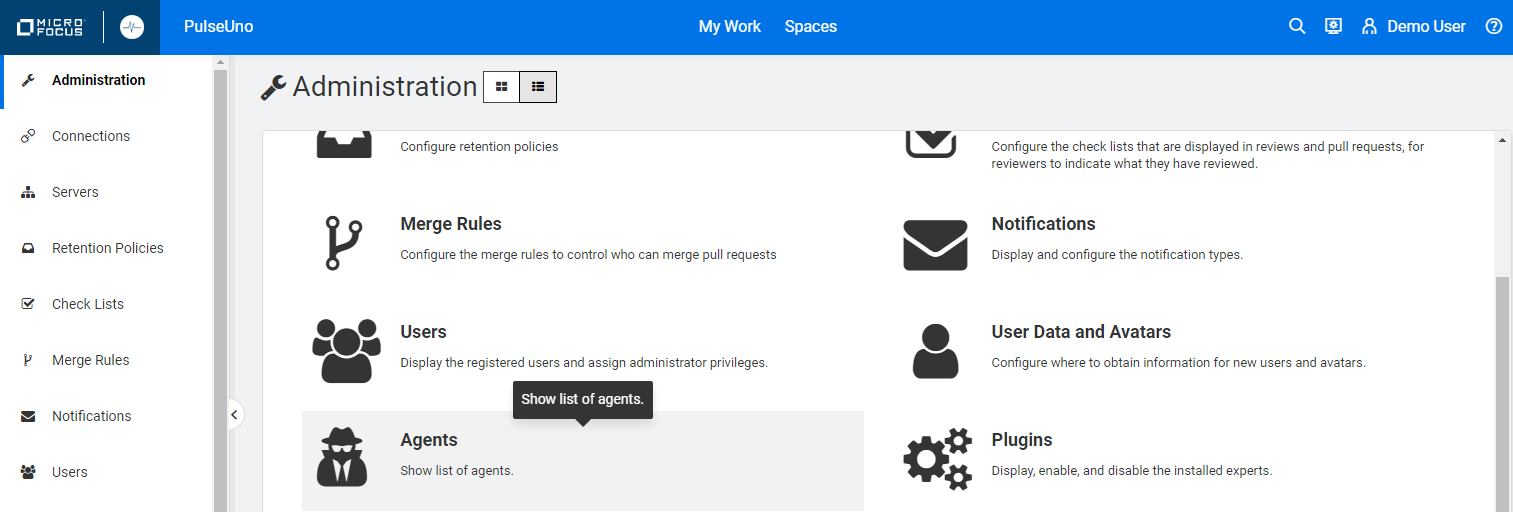 MICRO
FOCUS
PulseUno
My Work
Spaces
Demo User
Administration
Connections
Servers
Retention Policies
Check Lists
Merge Rules
Notifications
Users
Administration
Configure retention policies
Configure the check lists that are displayed in reviews and pull requests, for
reviewers to indicate what they have reviewed.
Merge Rules
Configure the merge rules to control who can merge pull requests
Notifications
Display and configure the notification types.
Users
Display the registered users and assign administrator privileges.
User Data and Avatars
Configure where to obtain information for new users and avatars.
Show list of agents.
Agents
Show list of agents.
Plugins
Display, enable, and disable the installed experts.